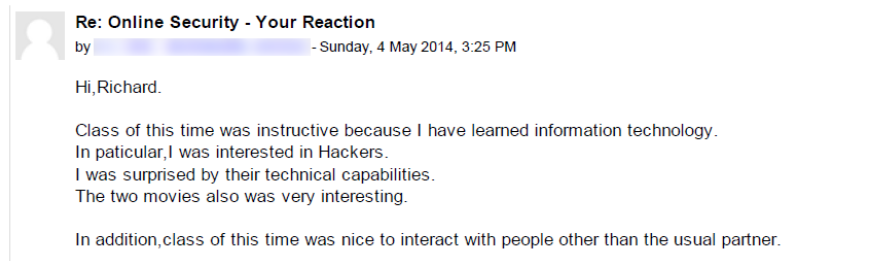 Re: Online Security - Your Reaction
by - Sunday, 4 May 2014, 3:25 PM
Hi,Richard.
Class of this time was instructive because I have learned information technology.
In paticular,I was interested in Hackers.
I was surprised by their technical capabilities.
The two movies also was very interesting.
In addition,class of this time was nice to interact with people other than the usual partner.